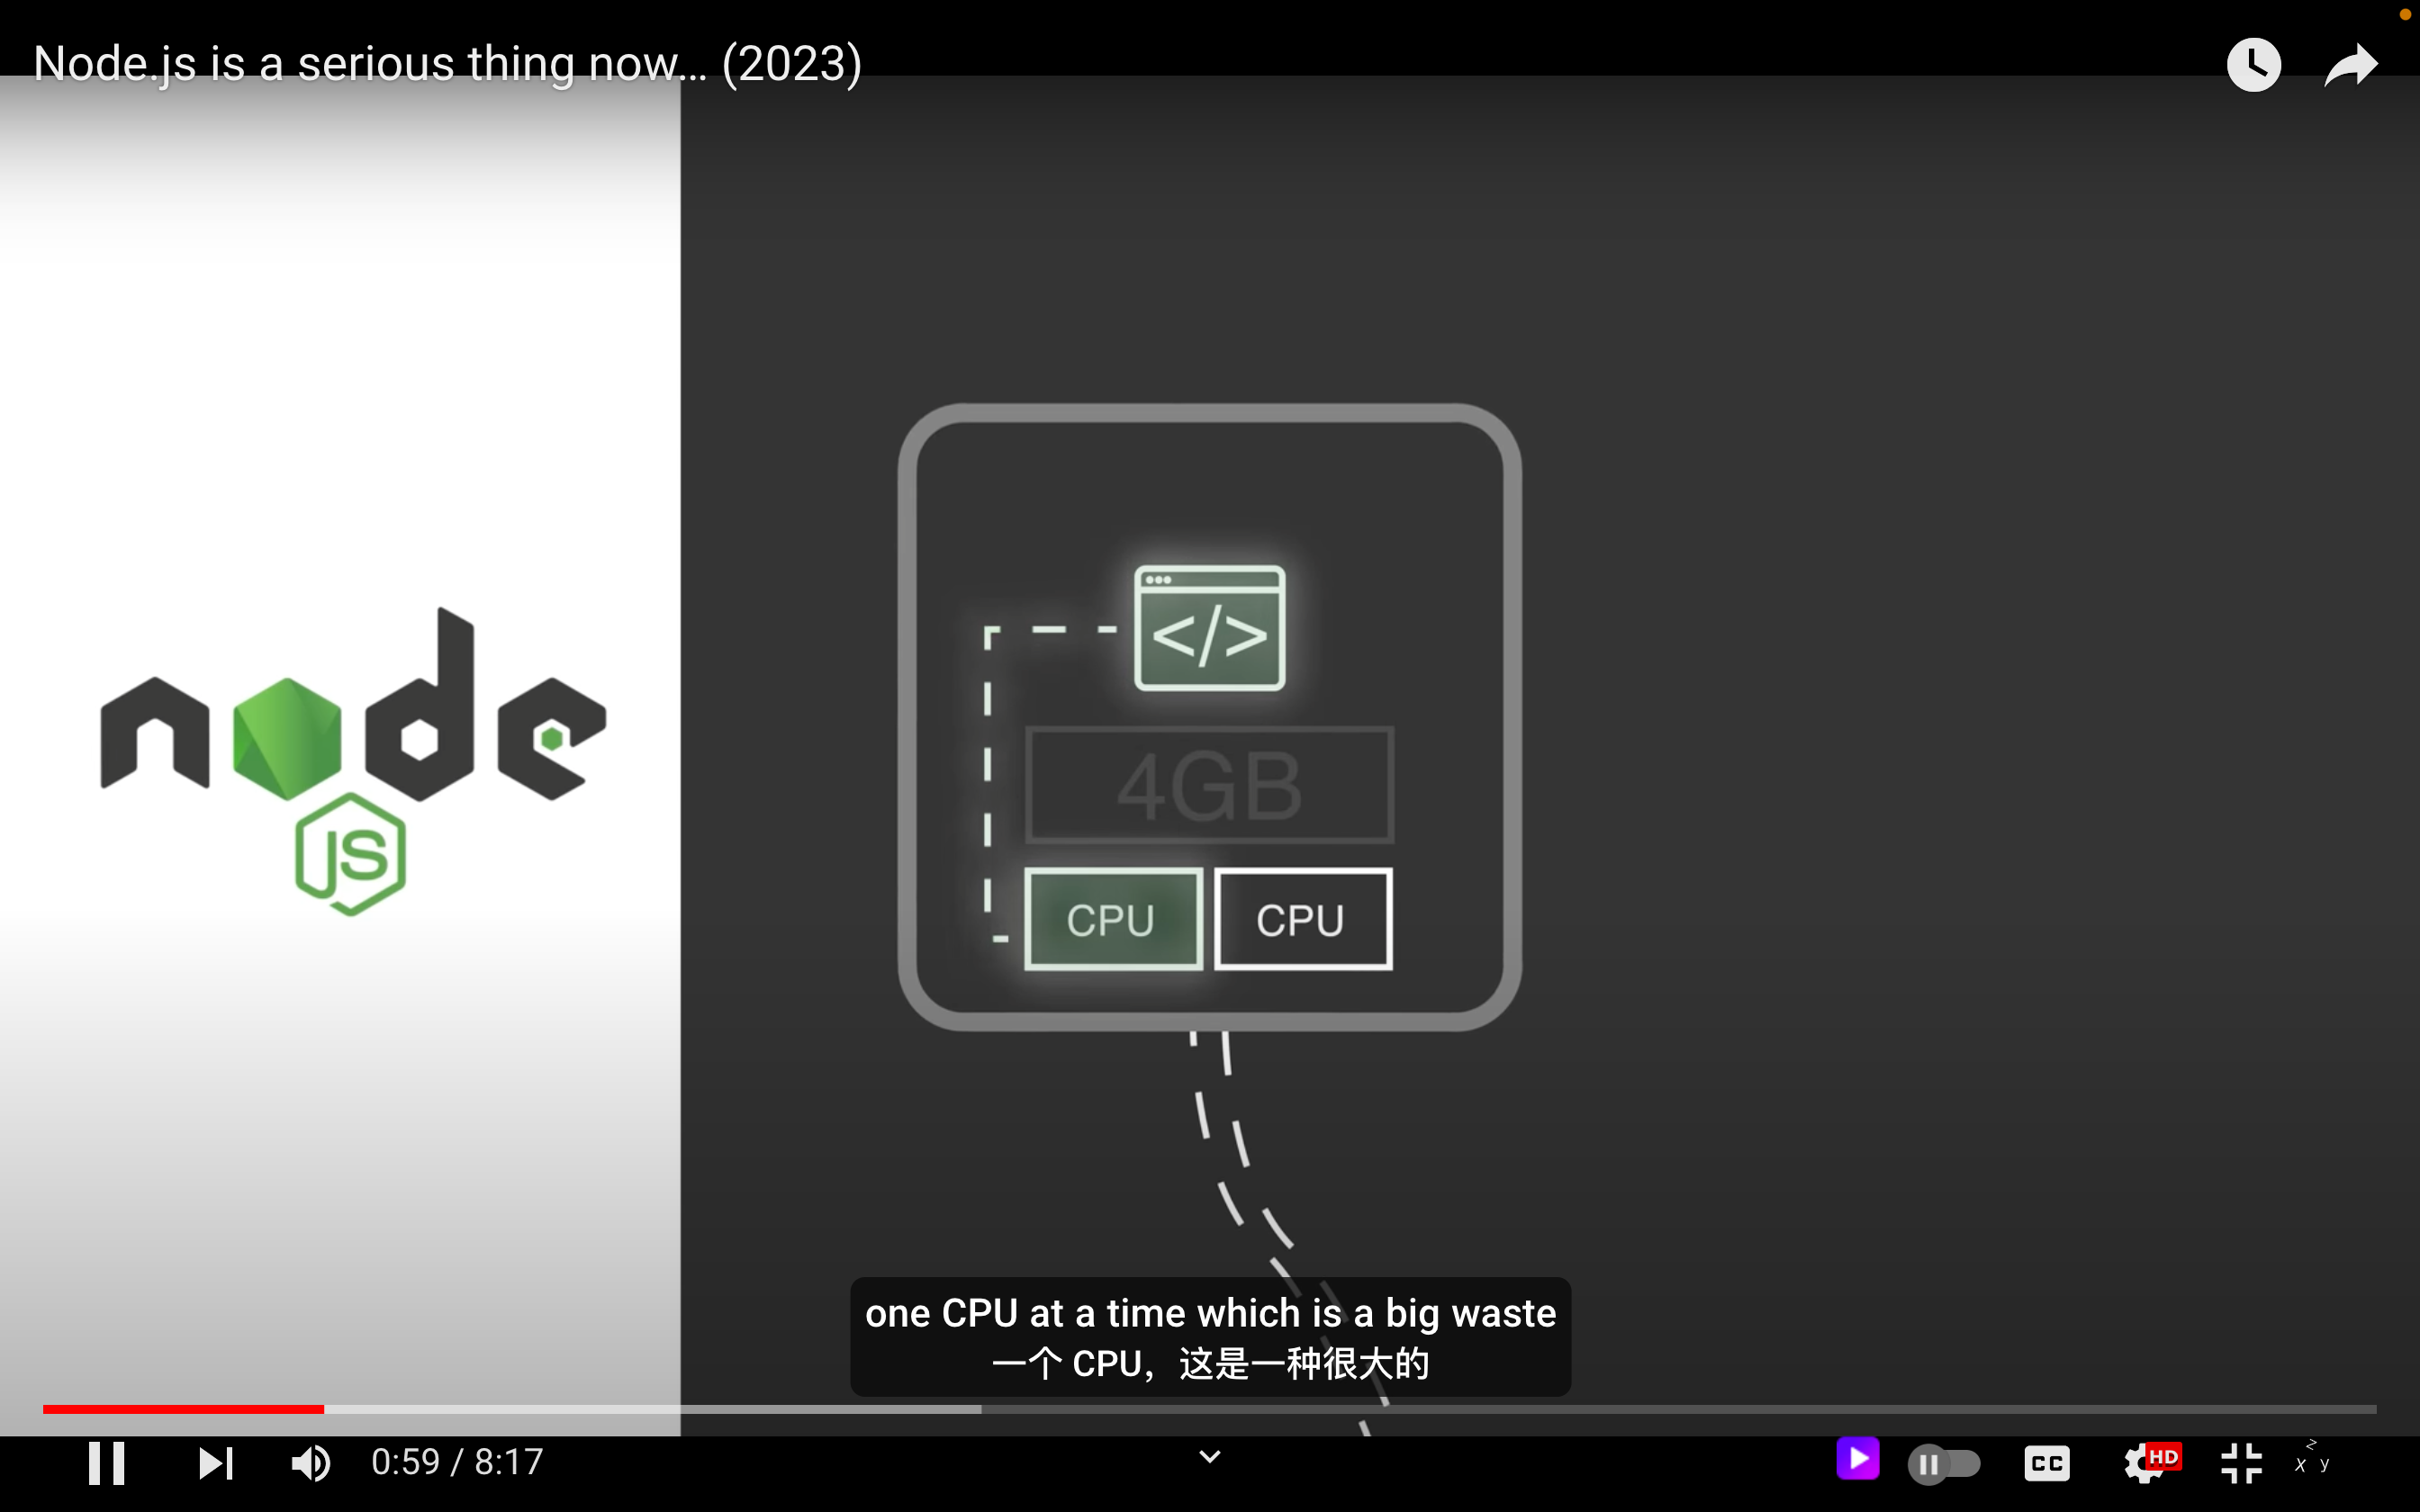 Node.js is a serious thing now... (2023)
node
JS
</>
4GB
CPU CPU
one CPU at a time which is a big waste
一个 CPU，这是一种很大的
0:59 / 8:17
CC
HD
>
x y